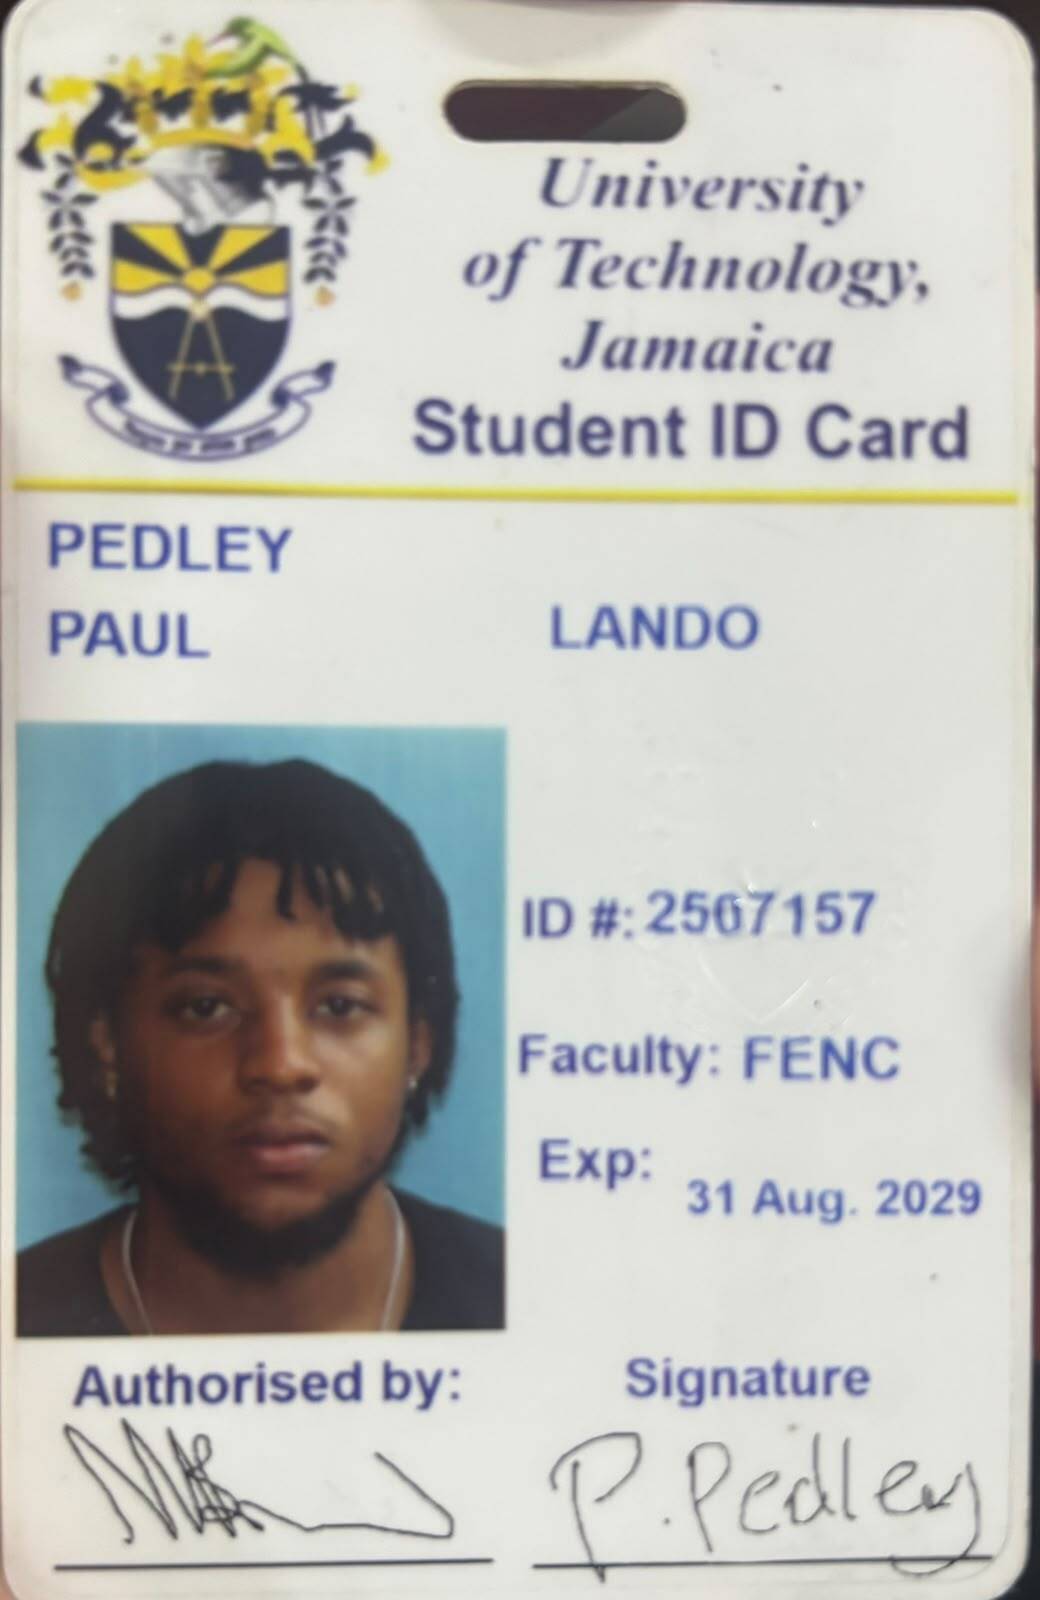 University
of Technology,
Jamaica
Student ID Card
PEDLEY
PAUL LANDO
ID #: 2507157
Faculty: FENC
Exp: 31 Aug. 2029
Authorised by: Signature
P. Pedley